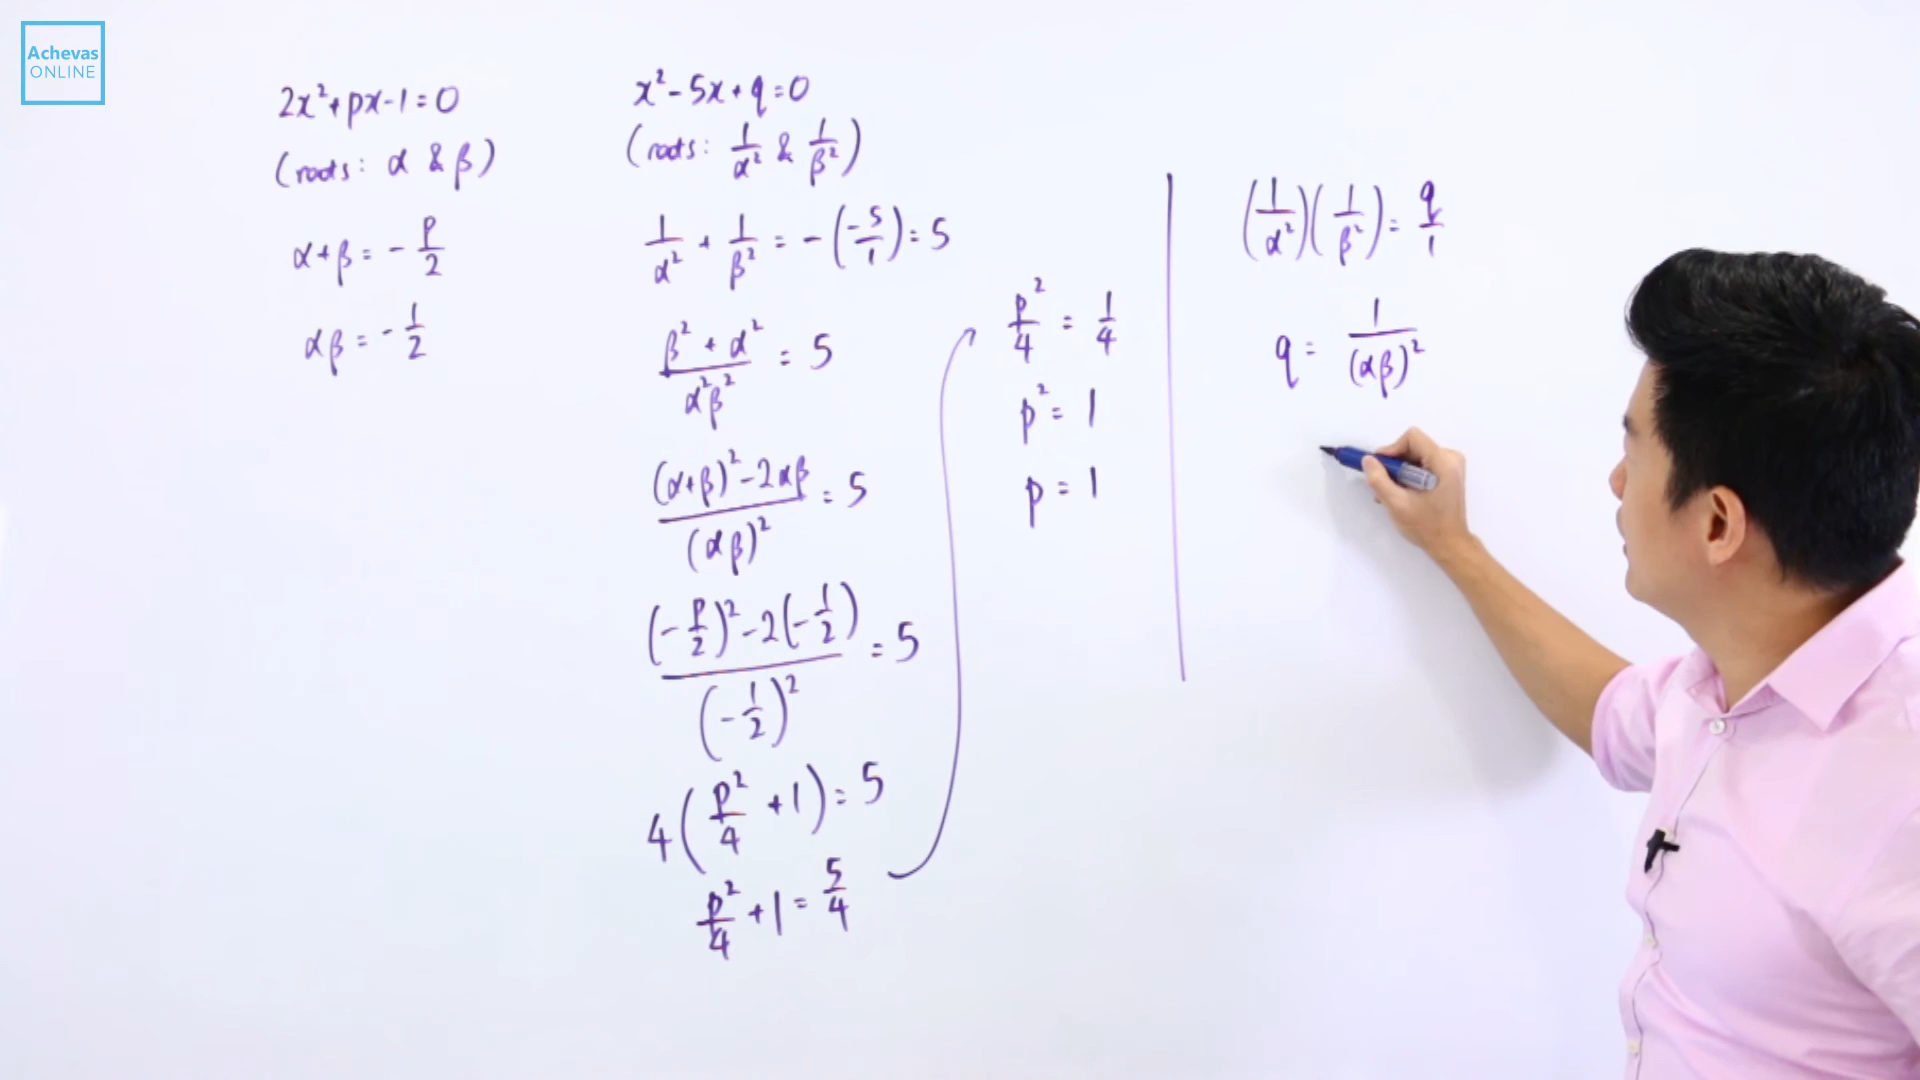 Achevas
ONLINE
2x²+px-1=0
(roots: α & β)
α+β = -p/2
αβ = -1/2
x²-5x+q=0
(roots: 1/α² & 1/β²)
1/α² + 1/β² = -(-5/1) = 5
(β²+α²)/(α²β²) = 5
((α+β)²-2αβ)/(αβ)² = 5
((-p/2)²-2(-1/2))/(-1/2)² = 5
4(p²/4 +1) = 5
p²/4 +1 = 5/4
p²/4 = 1/4
p² = 1
p = 1
(1/α²)(1/β²) = q/1
q = 1/(αβ)²